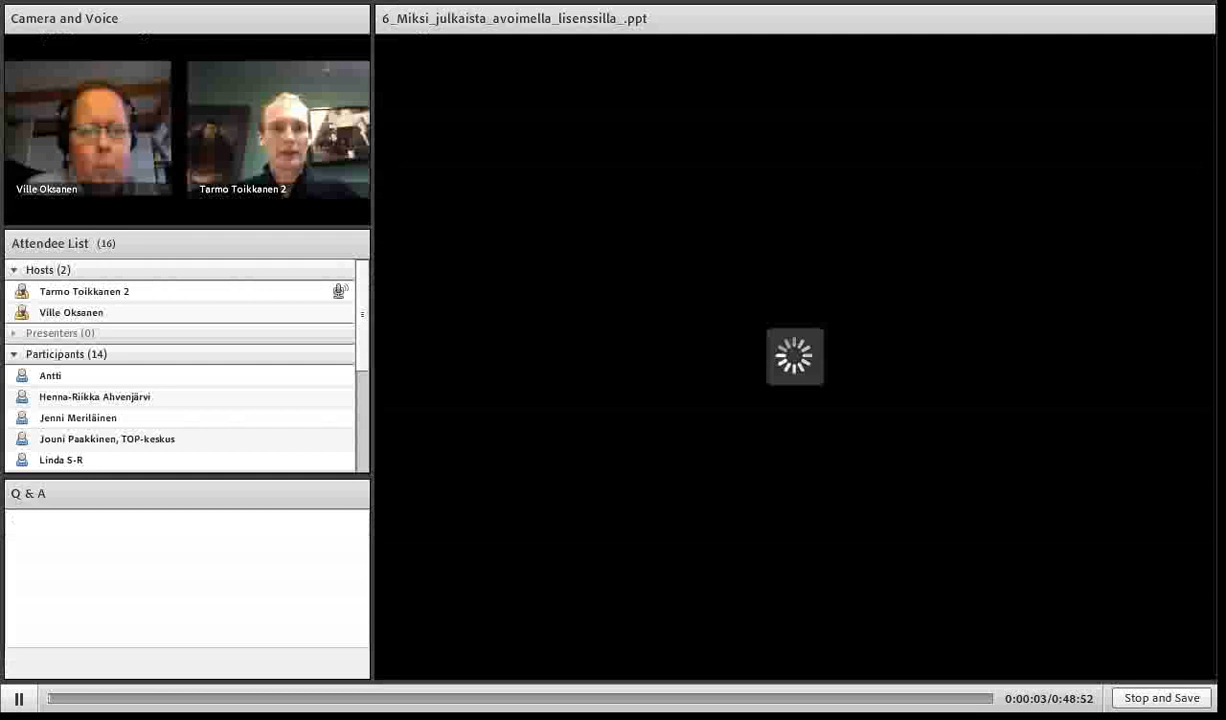 Camera and Voice
Ville Oksanen
Tarmo Toikkanen 2
Attendee List (16)
Hosts (2)
Tarmo Toikkanen 2
Ville Oksanen
Presenters (0)
Participants (14)
Antti
Henna-Riikka Ahvenjärvi
Jenni Meriläinen
Jouni Paakkinen, TOP-keskus
Linda S-R
Q & A
6_Miksi_julkaista_avoimella_lisenssilla_.ppt
0:00:03/0:48:52
Stop and Save